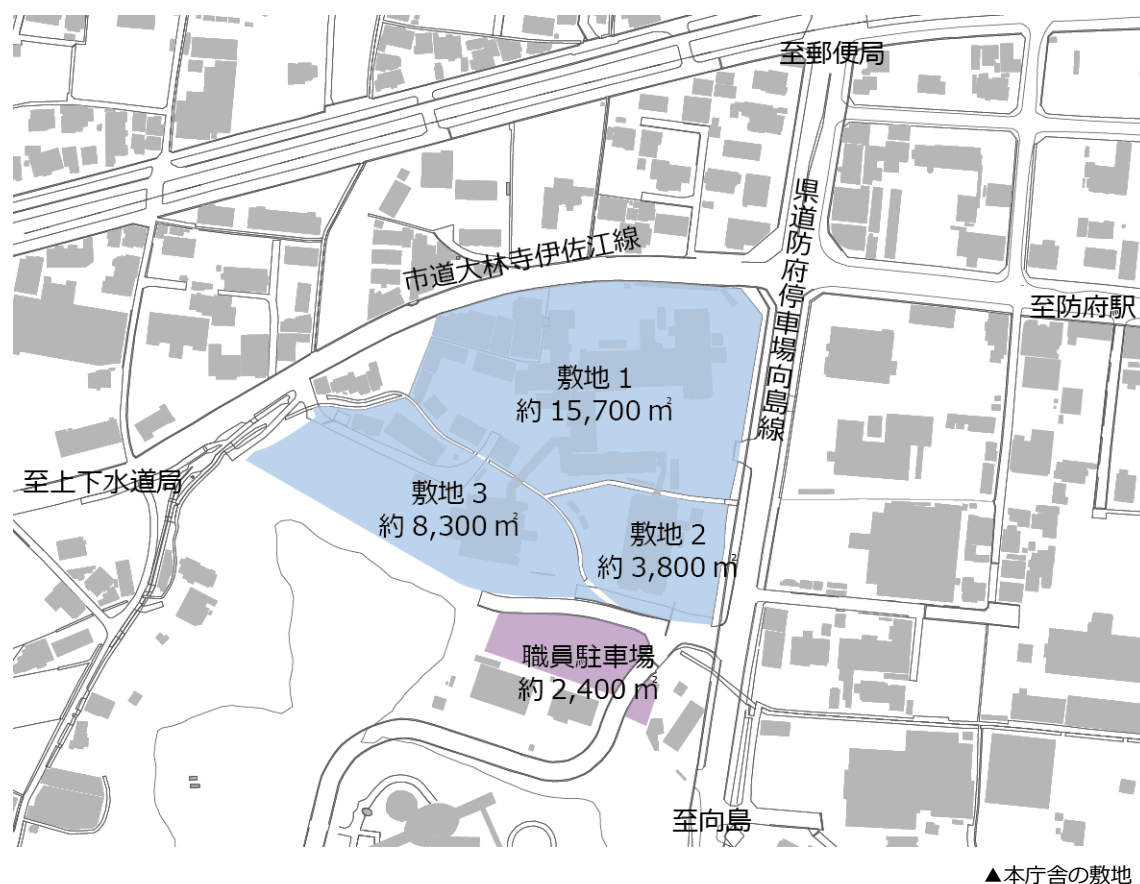 至郵便局
県道防府停車場向島線
市道大林寺伊佐江線
至防府駅
敷地 1
約 15,700 ㎡
至上下水道局
敷地 3
約 8,300 ㎡
敷地 2
約 3,800 ㎡
職員駐車場
約 2,400 ㎡
至向島
▲本庁舎の敷地